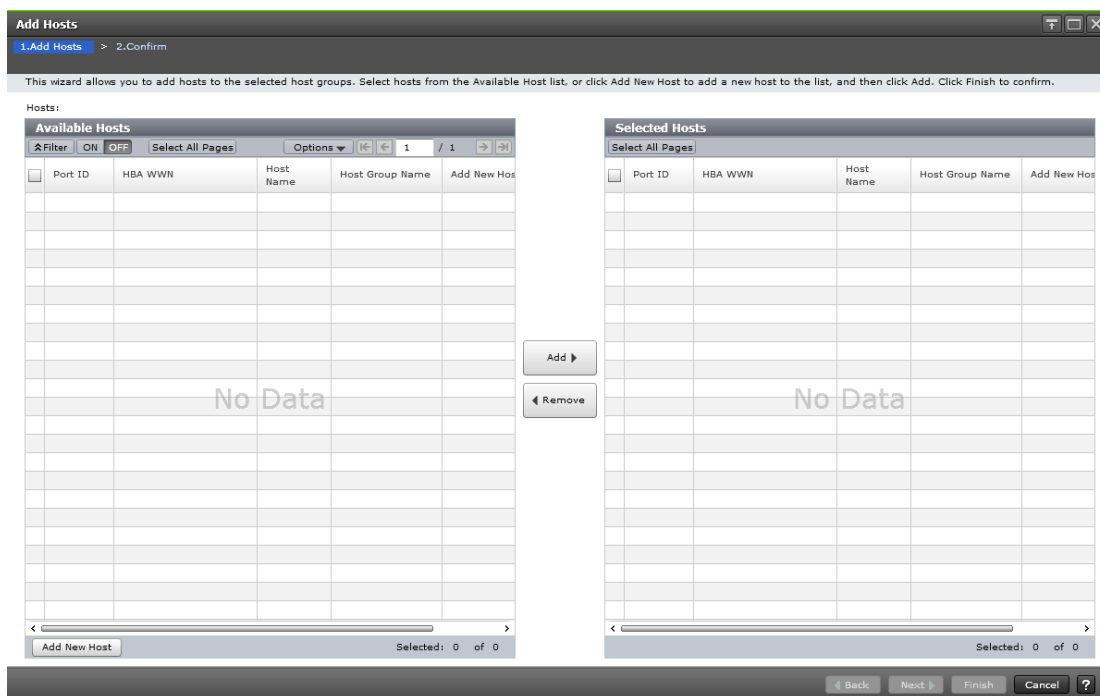 Add Hosts
1.Add Hosts > 2.Confirm
This wizard allows you to add hosts to the selected host groups. Select hosts from the Available Host list, or click Add New Host to add a new host to the list, and then click Add. Click Finish to confirm.
Hosts:
Available Hosts
Filter ON OFF Select All Pages Options 1 / 1
Port ID HBA WWN Host Name Host Group Name Add New Hos
No Data
Add New Host Selected: 0 of 0
Add
Remove
Selected Hosts
Select All Pages
Port ID HBA WWN Host Name Host Group Name Add New Hos
No Data
Selected: 0 of 0
Back Next Finish Cancel ?